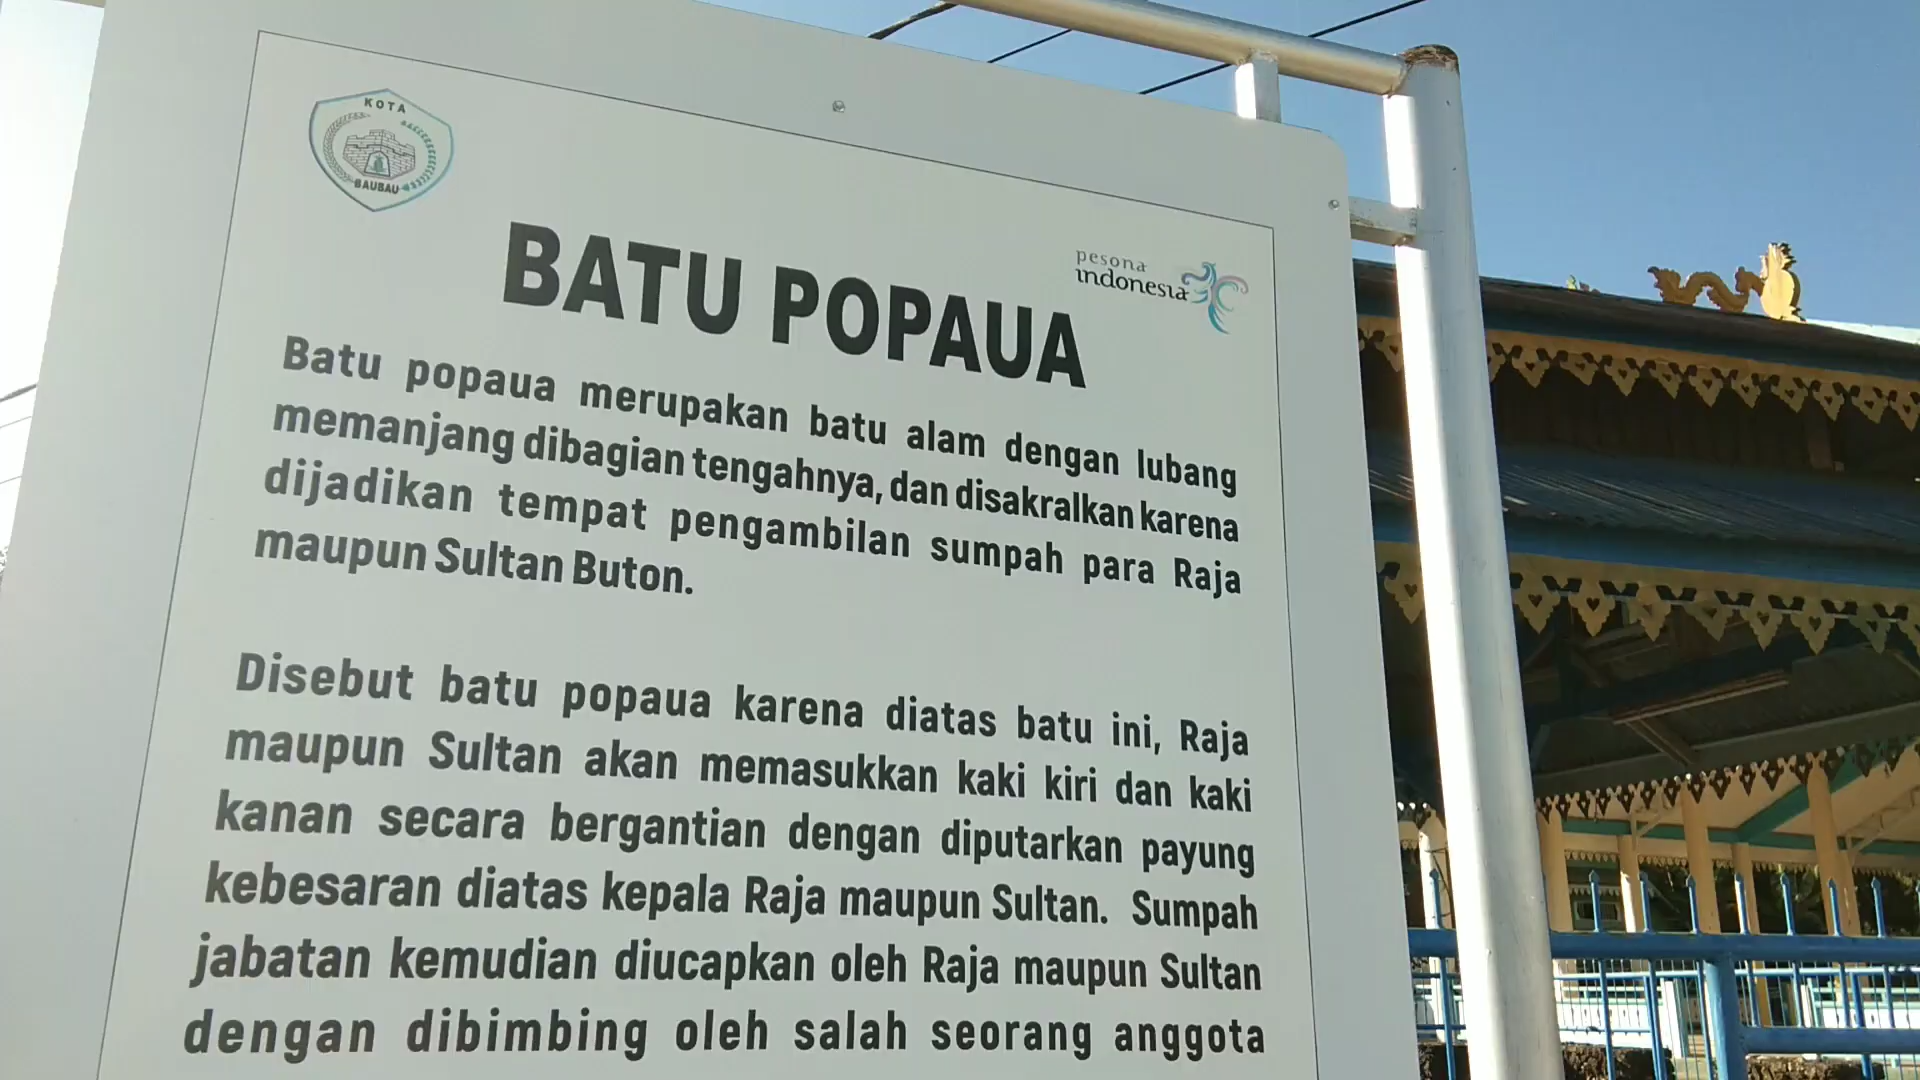 KOTA
BAUBAU
pesona
indonesia
BATU POPAUA
Batu popaua merupakan batu alam dengan lubang
memanjang dibagian tengahnya, dan disakralkan karena
dijadikan tempat pengambilan sumpah para Raja
maupun Sultan Buton.
Disebut batu popaua karena diatas batu ini, Raja
maupun Sultan akan memasukkan kaki kiri dan kaki
kanan secara bergantian dengan diputarkan payung
kebesaran diatas kepala Raja maupun Sultan. Sumpah
jabatan kemudian diucapkan oleh Raja maupun Sultan
dengan dibimbing oleh salah seorang anggota